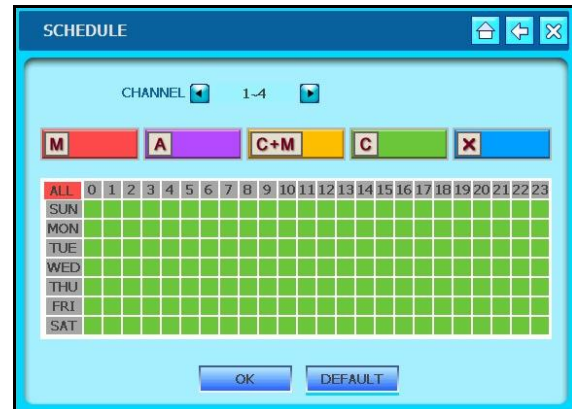 SCHEDULE
CHANNEL 1~4
M A C+M C X
ALL 0 1 2 3 4 5 6 7 8 9 10 11 12 13 14 15 16 17 18 19 20 21 22 23
SUN
MON
TUE
WED
THU
FRI
SAT
OK DEFAULT